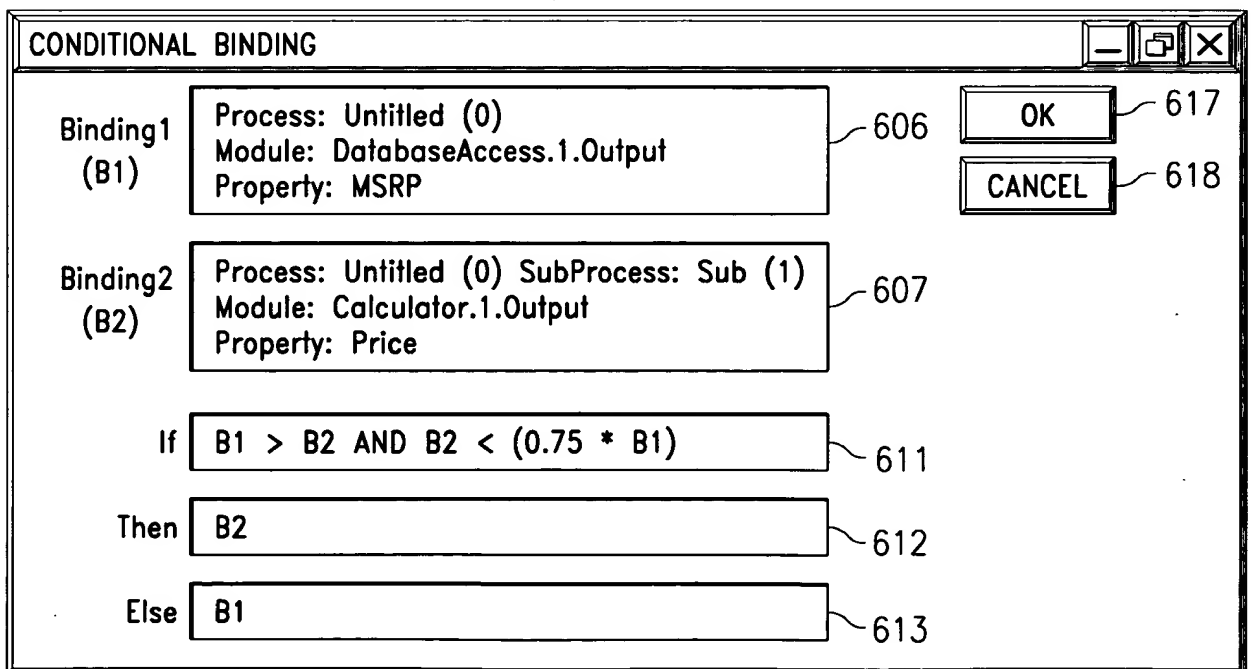 CONDITIONAL BINDING
Binding1
(B1)
Process: Untitled (0)
Module: DatabaseAccess.1.Output
Property: MSRP
606
OK
617
CANCEL
618
Binding2
(B2)
Process: Untitled (0) SubProcess: Sub (1)
Module: Calculator.1.Output
Property: Price
607
If
B1 > B2 AND B2 < (0.75 * B1)
611
Then
B2
612
Else
B1
613